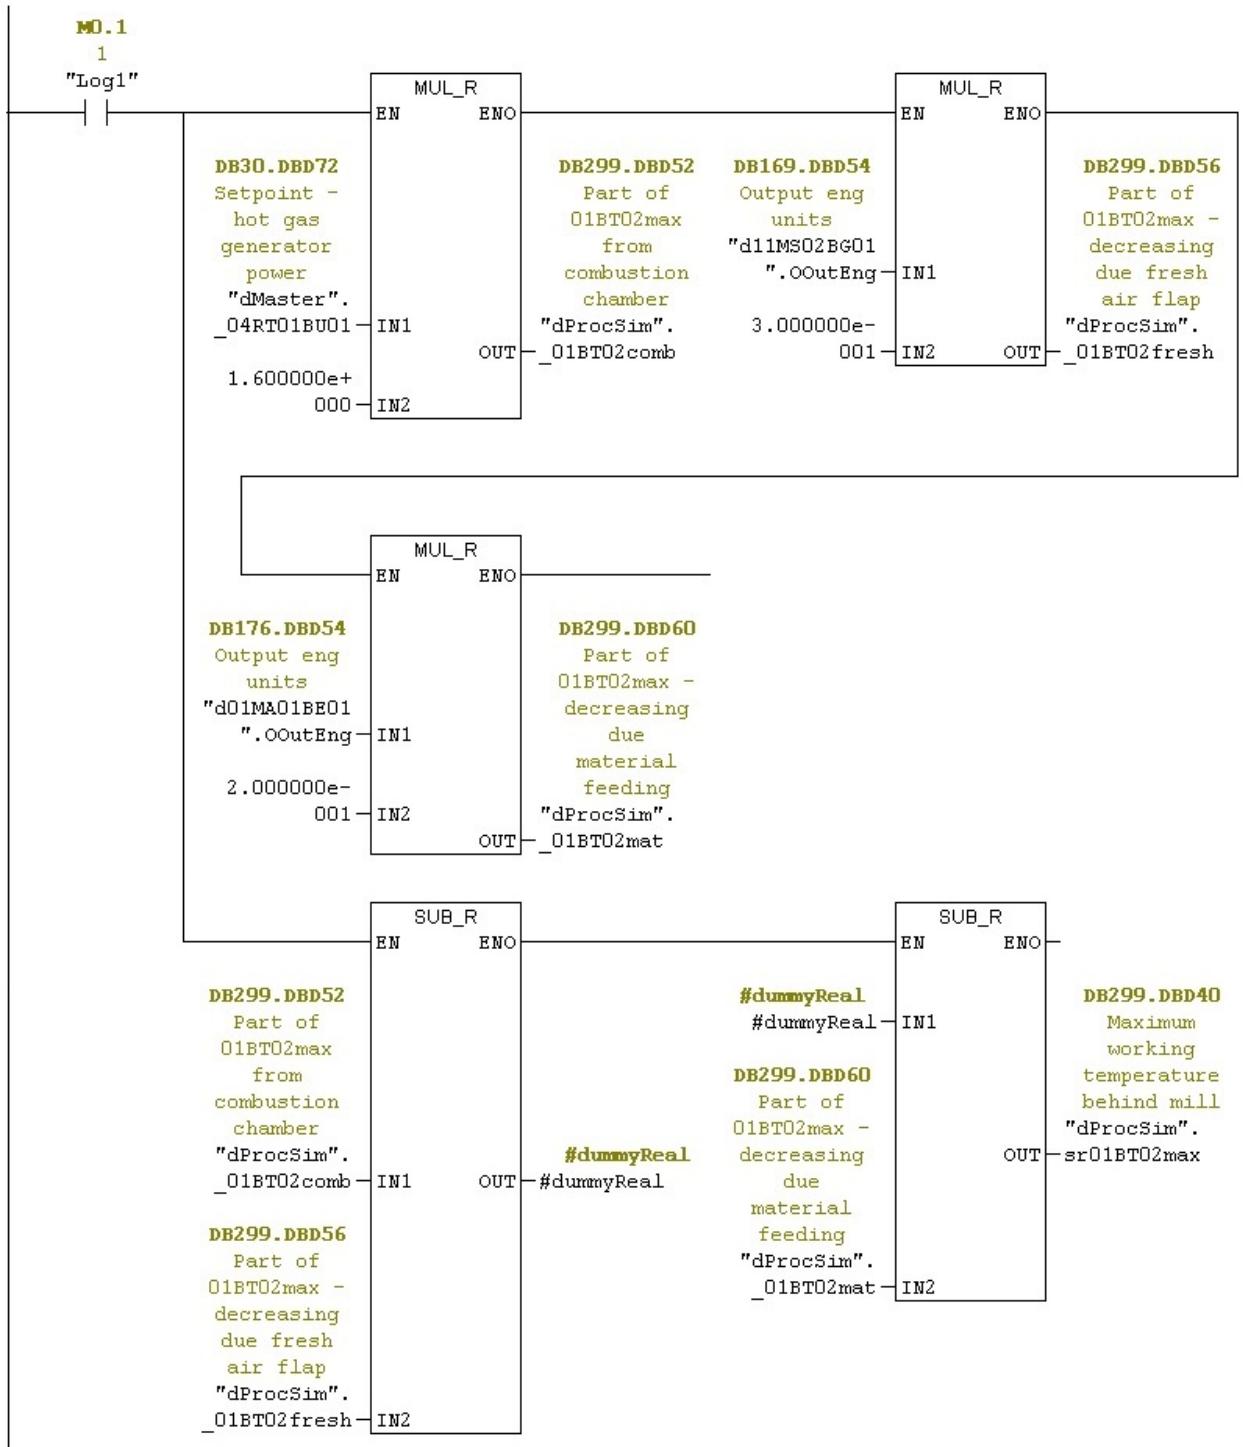 M0.1
1
"Log1"
MUL_R
EN ENO
DB30.DBD72
Setpoint -
hot gas
generator
power
"dMaster".
_04RT01BU01
IN1
1.600000e+
000
IN2
OUT
DB299.DBD52
Part of
01BT02max
from
combustion
chamber
"dProcSim".
_01BT02comb
MUL_R
EN ENO
DB169.DBD54
Output eng
units
"d11MS02BG01
".OOutEng
IN1
3.000000e-
001
IN2
OUT
DB299.DBD56
Part of
01BT02max -
decreasing
due fresh
air flap
"dProcSim".
_01BT02fresh
MUL_R
EN ENO
DB176.DBD54
Output eng
units
"d01MA01BE01
".OOutEng
IN1
2.000000e-
001
IN2
OUT
DB299.DBD60
Part of
01BT02max -
decreasing
due
material
feeding
"dProcSim".
_01BT02mat
SUB_R
EN ENO
DB299.DBD52
Part of
01BT02max
from
combustion
chamber
"dProcSim".
_01BT02comb
IN1
DB299.DBD56
Part of
01BT02max -
decreasing
due fresh
air flap
"dProcSim".
_01BT02fresh
IN2
OUT
#dummyReal
#dummyReal
SUB_R
EN ENO
#dummyReal
#dummyReal
IN1
DB299.DBD60
Part of
01BT02max -
decreasing
due
material
feeding
"dProcSim".
_01BT02mat
IN2
OUT
DB299.DBD40
Maximum
working
temperature
behind mill
"dProcSim".
sr01BT02max